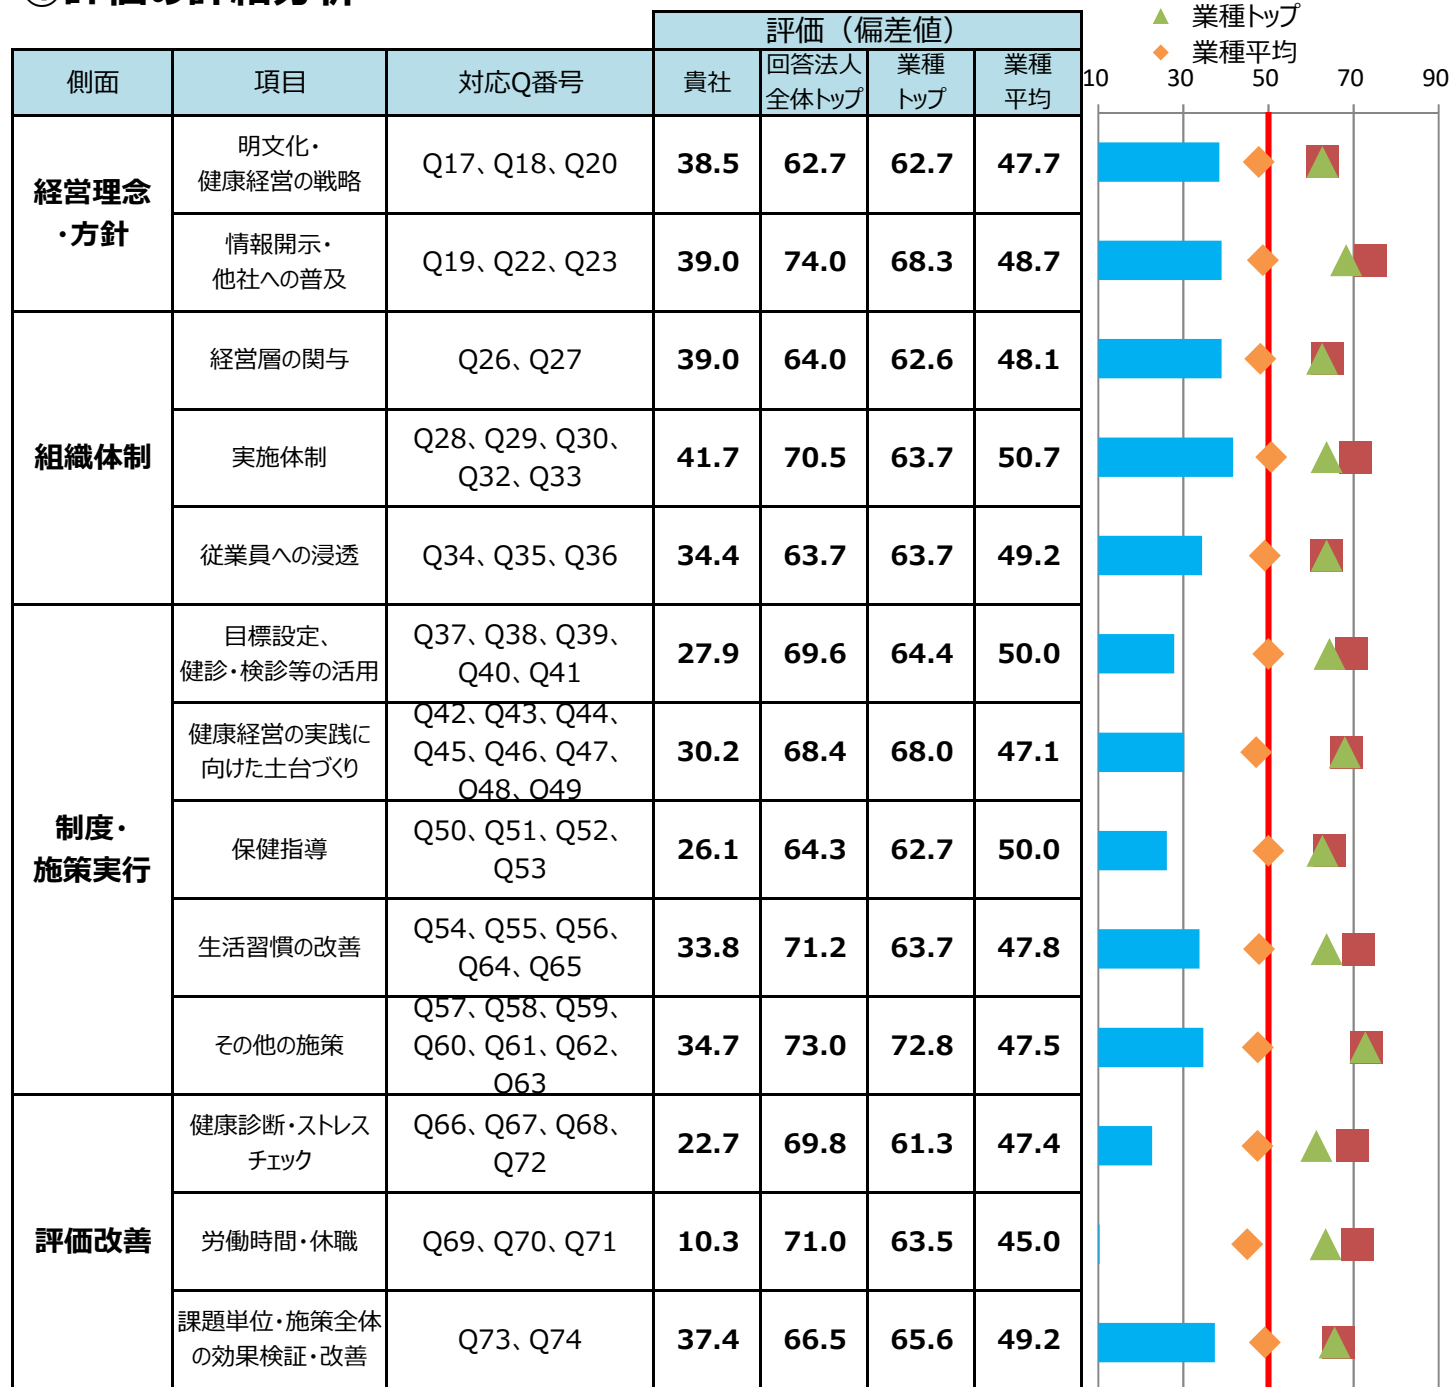 評価（偏差値）
▲ 業種トップ
◆ 業種平均
側面 項目 対応Q番号 貴社 回答法人 業種 業種
全体トップ トップ 平均
10 30 50 70 90
経営理念
・方針
明文化・
健康経営の戦略
Q17、Q18、Q20 38.5 62.7 62.7 47.7
情報開示・
他社への普及
Q19、Q22、Q23 39.0 74.0 68.3 48.7
組織体制
経営層の関与 Q26、Q27 39.0 64.0 62.6 48.1
実施体制
Q28、Q29、Q30、
Q32、Q33
41.7 70.5 63.7 50.7
従業員への浸透 Q34、Q35、Q36 34.4 63.7 63.7 49.2
制度・
施策実行
目標設定、
健診・検診等の活用
Q37、Q38、Q39、
Q40、Q41
27.9 69.6 64.4 50.0
健康経営の実践に
向けた土台づくり
Q42、Q43、Q44、
Q45、Q46、Q47、
Q48、Q49
30.2 68.4 68.0 47.1
保健指導
Q50、Q51、Q52、
Q53
26.1 64.3 62.7 50.0
生活習慣の改善
Q54、Q55、Q56、
Q64、Q65
33.8 71.2 63.7 47.8
その他の施策
Q57、Q58、Q59、
Q60、Q61、Q62、
Q63
34.7 73.0 72.8 47.5
評価改善
健康診断・ストレス
チェック
Q66、Q67、Q68、
Q72
22.7 69.8 61.3 47.4
労働時間・休職 Q69、Q70、Q71 10.3 71.0 63.5 45.0
課題単位・施策全体
の効果検証・改善
Q73、Q74 37.4 66.5 65.6 49.2